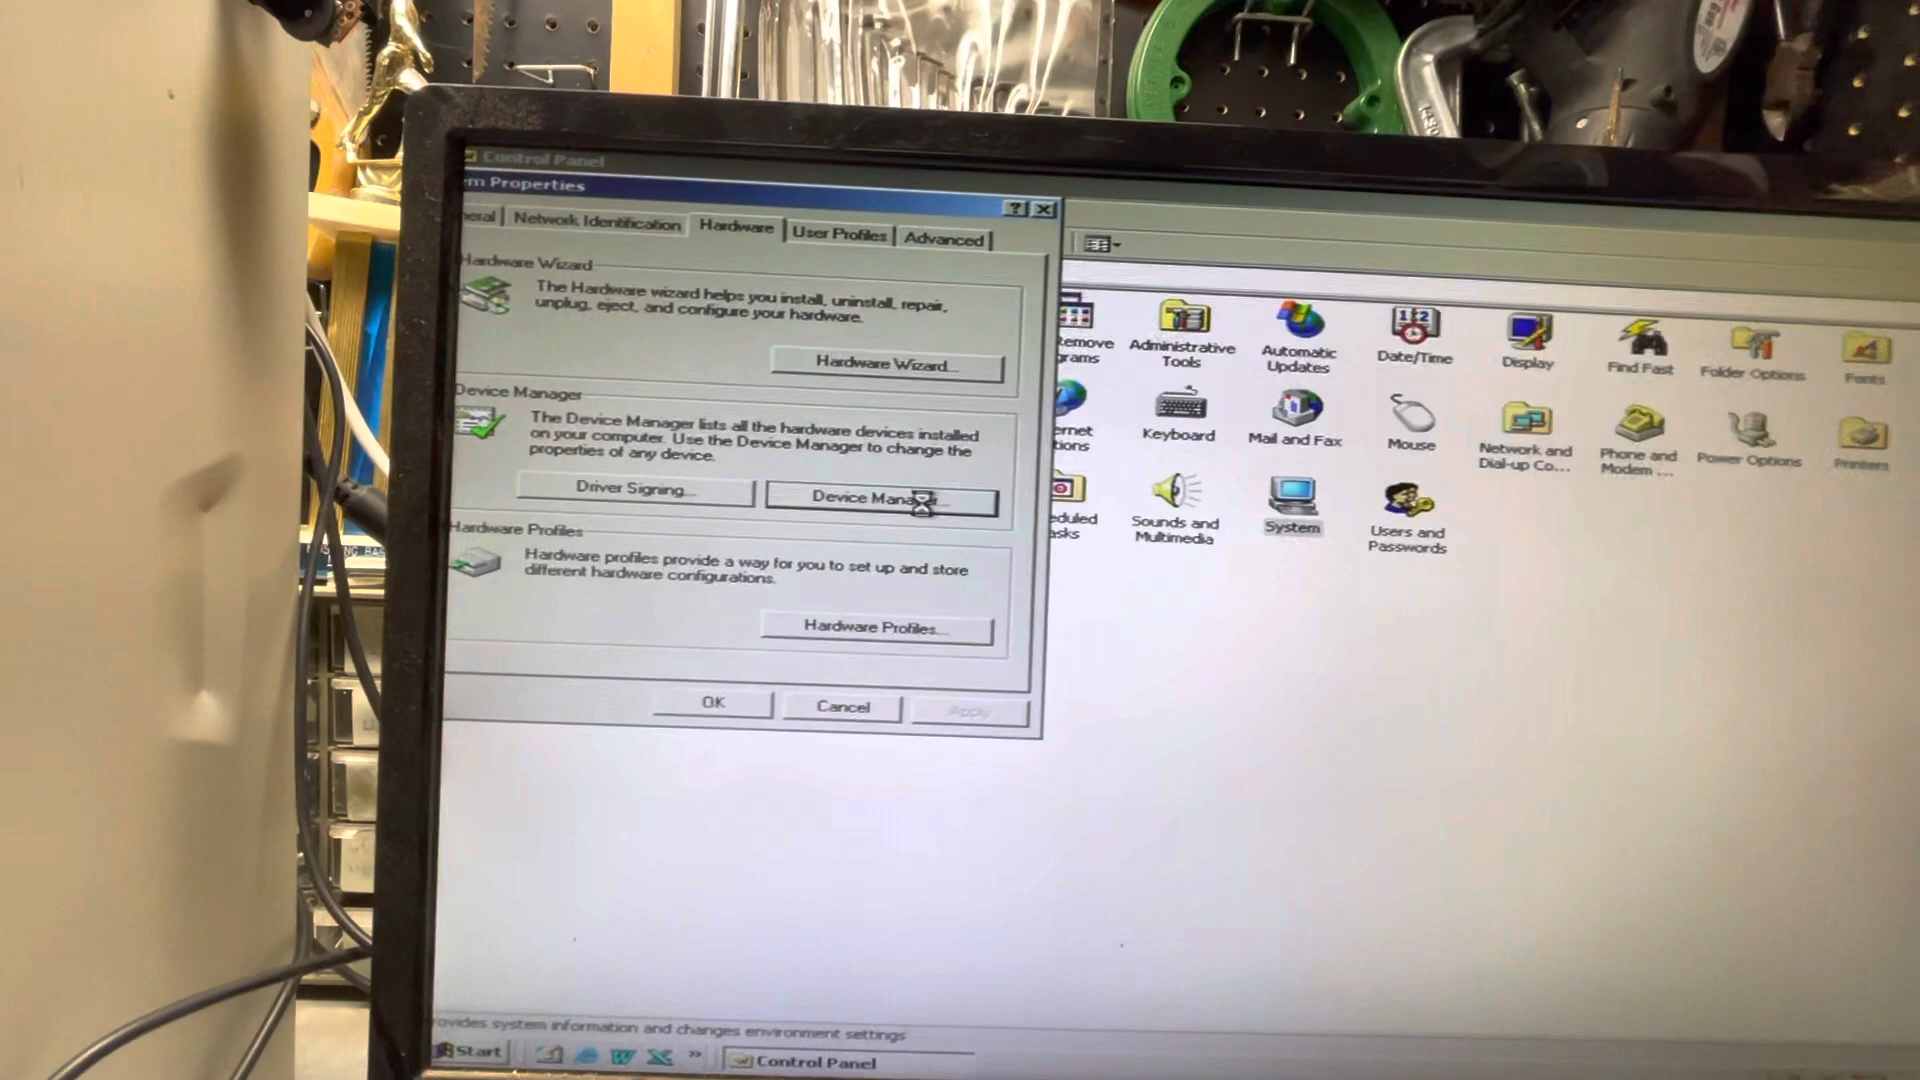 Control Panel
em Properties
neral
Network Identification
Hardware
User Profiles
Advanced
Hardware Wizard
The Hardware wizard helps you install, uninstall, repair,
unplug, eject, and configure your hardware.
Hardware Wizard...
Device Manager
The Device Manager lists all the hardware devices installed
on your computer. Use the Device Manager to change the
properties of any device.
Driver Signing...
Device Mana
Hardware Profiles
Hardware profiles provide a way for you to set up and store
different hardware configurations.
Hardware Profiles...
OK
Cancel
Apply
Remove
grams
Administrative
Tools
Automatic
Updates
Date/Time
Display
Find Fast
Folder Options
Fonts
ernet
tions
Keyboard
Mail and Fax
Mouse
Network and
Dial-up Co...
Phone and
Modem ...
Power Options
Printers
eduled
asks
Sounds and
Multimedia
System
Users and
Passwords
rovides system information and changes environment settings
Start
Control Panel